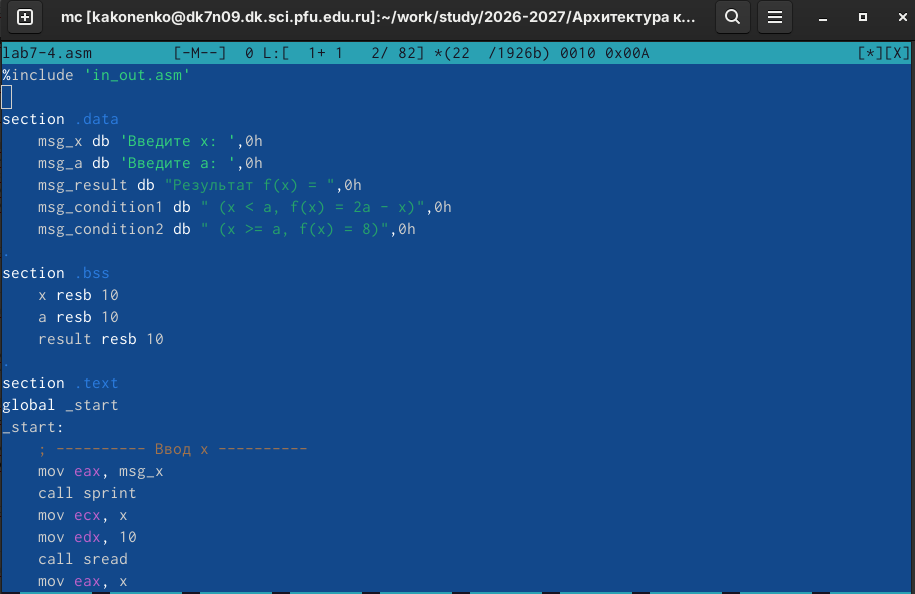 mc [kakonenko@dk7n09.dk.sci.pfu.edu.ru]:~/work/study/2026-2027/Архитектура к...
lab7-4.asm [-M--] 0 L:[ 1+ 1 2/ 82] *(22 /1926b) 0010 0x00A [*][X]
%include 'in_out.asm'
section .data
msg_x db 'Введите x: ',0h
msg_a db 'Введите a: ',0h
msg_result db "Результат f(x) = ",0h
msg_condition1 db " (x < a, f(x) = 2a - x)",0h
msg_condition2 db " (x >= a, f(x) = 8)",0h
.
section .bss
x resb 10
a resb 10
result resb 10
.
section .text
global _start
_start:
; ---------- Ввод x ----------
mov eax, msg_x
call sprint
mov ecx, x
mov edx, 10
call sread
mov eax, x